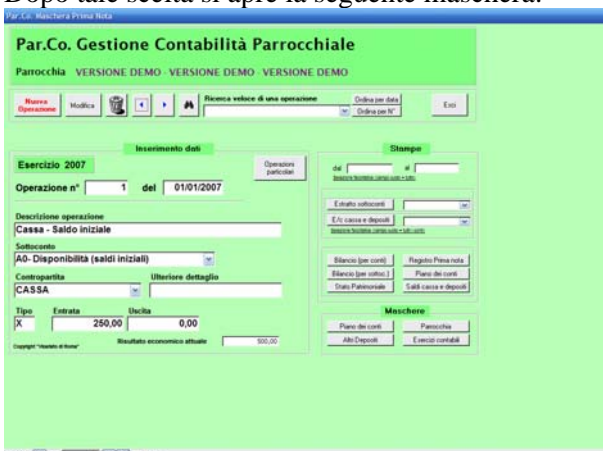 Dopo tale scelta si apre la seguente maschera:
Par.Co. Maschera Prima Nota
Par.Co. Gestione Contabilità Parrocchiale
Parrocchia VERSIONE DEMO - VERSIONE DEMO - VERSIONE DEMO
Nuova Operazione
Modifica
Ricerca veloce di una operazione
Ordina per data
Ordina per N°
Esci
Inserimento dati
Esercizio 2007
Operazioni particolari
Operazione n° 1 del 01/01/2007
Descrizione operazione
Cassa - Saldo iniziale
Sottoconto
A0- Disponibilità (saldi iniziali)
Contropartita Ulteriore dettaglio
CASSA
Tipo Entrata Uscita
X 250,00 0,00
Risultato economico attuale 500,00
Copyright "Vicariato di Roma"
Stampe
dal al
Estratto sottoconti
E/c cassa e depositi
Bilancio (per conti) Registro Prima nota
Bilancio (per sottoc.) Piano dei conti
Stato Patrimoniale Saldi cassa e depositi
Maschere
Piano dei conti Parrocchia
Altri Depositi Esercizi contabili